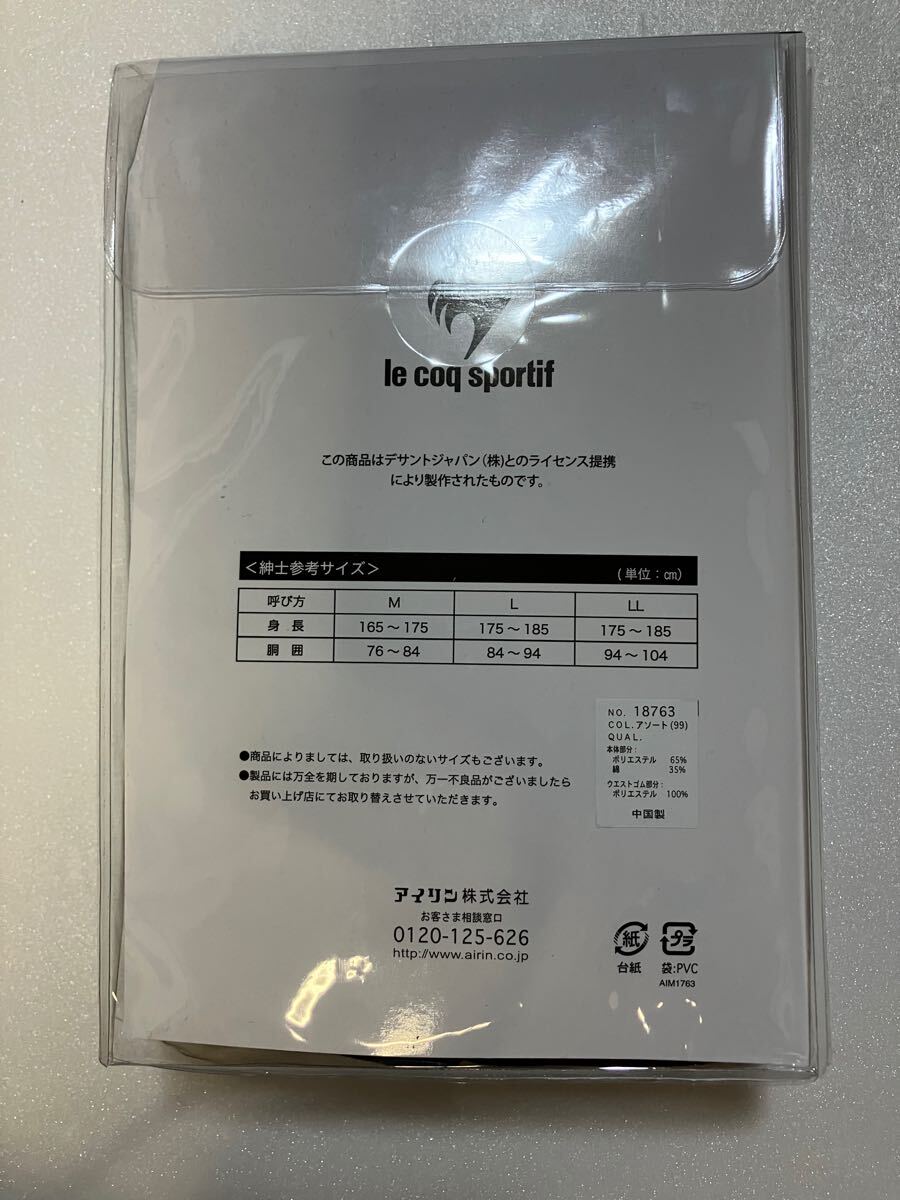 le coq sportif
この商品はデサントジャパン(株)とのライセンス提携
により製作されたものです。
<紳士参考サイズ> (単位:㎝)
呼び方 M L LL
身長 165〜175 175〜185 175〜185
胴囲 76〜84 84〜94 94〜104
NO. 18763
COL.アソート(99)
QUAL.
本体部分:
ポリエステル 65%
綿 35%
ウエストゴム部分:
ポリエステル 100%
中国製
●商品によりましては、取り扱いのないサイズもございます。
●製品には万全を期しておりますが、万一不良品がございましたら
お買い上げ店にてお取り替えさせていただきます。
アイリン株式会社
お客さま相談窓口
0120-125-626
http://www.airin.co.jp
紙 プラ
台紙 袋:PVC
AIM1763